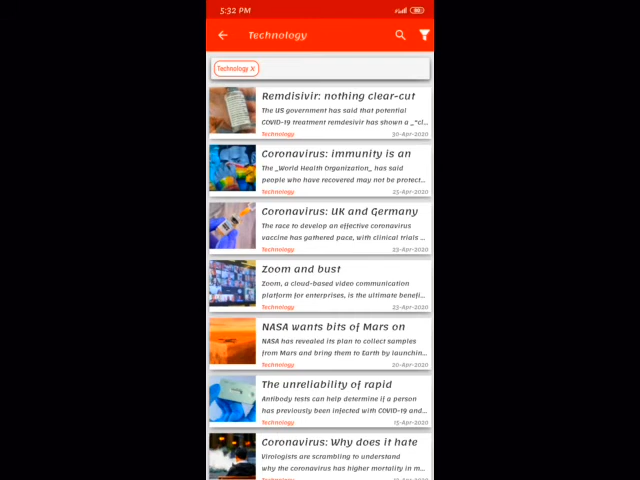 5:32 PM
Technology
Technology X
Remdisivir: nothing clear-cut
The US government has said that potential
COVID-19 treatment remdesivir has shown a _"cl...
Technology
30-Apr-2020
Coronavirus: immunity is an
The _World Health Organization_ has said
people who have recovered may not be protect...
Technology
25-Apr-2020
Coronavirus: UK and Germany
The race to develop an effective coronavirus
vaccine has gathered pace, with clinical trials ...
Technology
23-Apr-2020
Zoom and bust
Zoom, a cloud-based video communication
platform for enterprises, is the ultimate benefi...
Technology
23-Apr-2020
NASA wants bits of Mars on
NASA has revealed its plan to collect samples
from Mars and bring them to Earth by launchin...
Technology
20-Apr-2020
The unreliability of rapid
Antibody tests can help determine if a person
has previously been infected with COVID-19 and...
Technology
15-Apr-2020
Coronavirus: Why does it hate
Virologists are scrambling to understand
why the coronavirus has higher mortality in m...